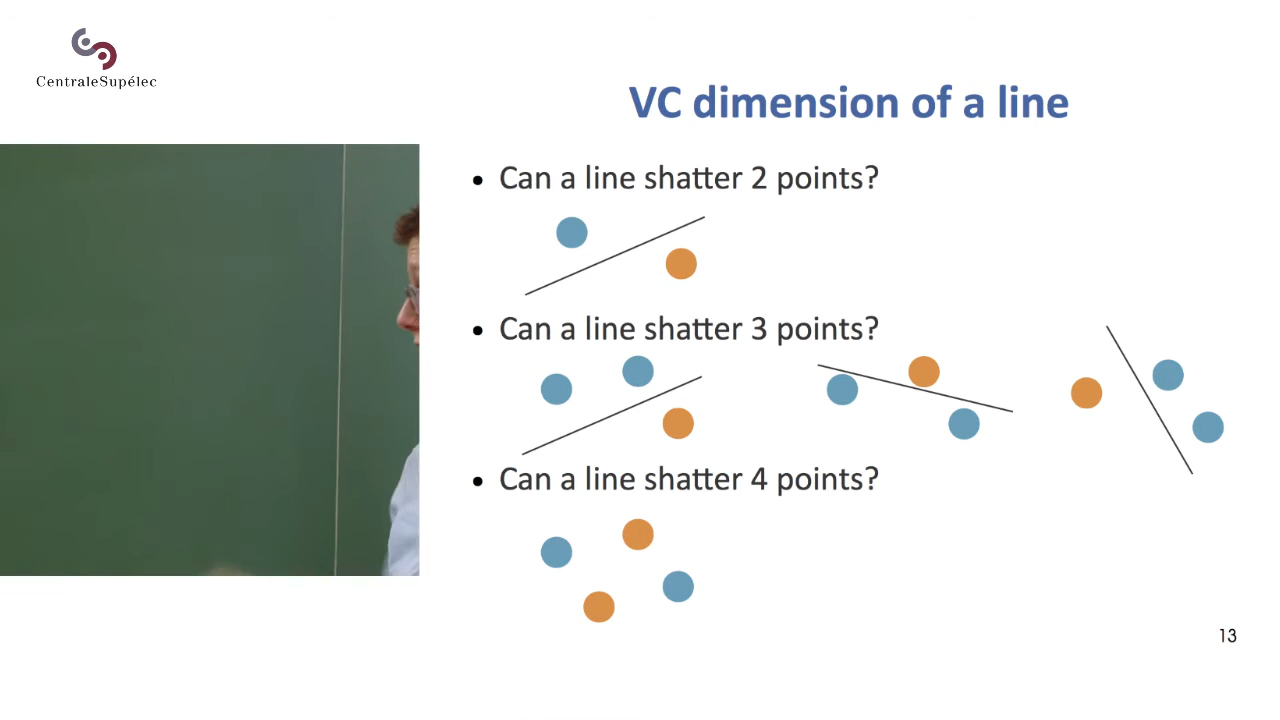 CentraleSupélec
VC dimension of a line
• Can a line shatter 2 points?
• Can a line shatter 3 points?
• Can a line shatter 4 points?
13